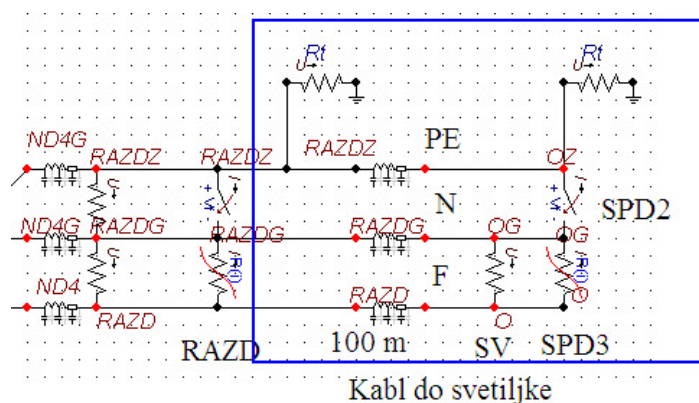 Rt
Rt
U
ND4G
RAZDZ
RAZDZ
RAZDZ
PE
OZ
U
N
SPD2
ND4G
RAZDG
RAZDG
RAZDG
OG
OG
U
F
U
R(i)
ND4
RAZD
RAZD
O
O
RAZD
100 m
SV
SPD3
Kabl do svetiljke